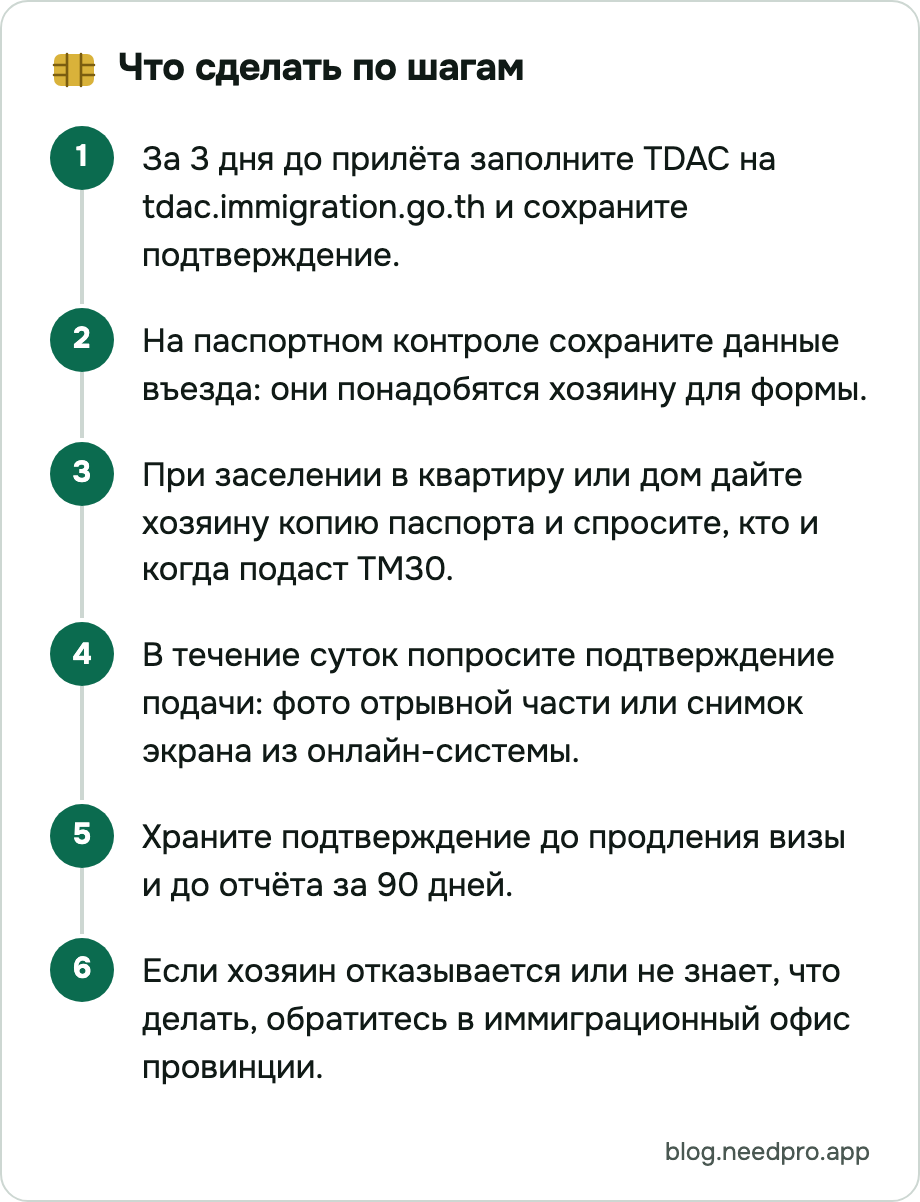 Что сделать по шагам
1
За 3 дня до прилёта заполните TDAC на
tdac.immigration.go.th и сохраните
подтверждение.
2
На паспортном контроле сохраните данные
въезда: они понадобятся хозяину для формы.
3
При заселении в квартиру или дом дайте
хозяину копию паспорта и спросите, кто и
когда подаст TM30.
4
В течение суток попросите подтверждение
подачи: фото отрывной части или снимок
экрана из онлайн-системы.
5
Храните подтверждение до продления визы
и до отчёта за 90 дней.
6
Если хозяин отказывается или не знает, что
делать, обратитесь в иммиграционный офис
провинции.
blog.needpro.app